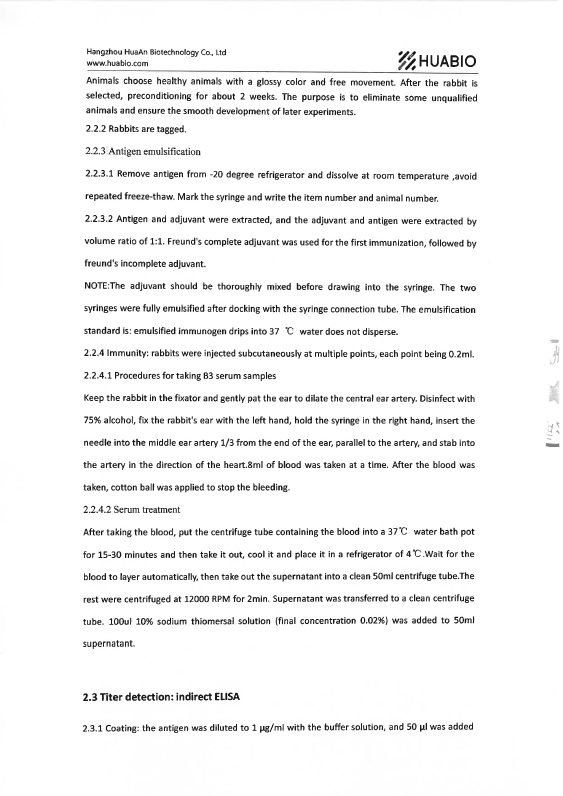 Hangzhou HuaAn Biotechnology Co., Ltd
www.huabio.com
HUABIO
Animals choose healthy animals with a glossy color and free movement. After the rabbit is
selected, preconditioning for about 2 weeks. The purpose is to eliminate some unqualified
animals and ensure the smooth development of later experiments.
2.2.2 Rabbits are tagged.
2.2.3 Antigen emulsification
2.2.3.1 Remove antigen from -20 degree refrigerator and dissolve at room temperature ,avoid
repeated freeze-thaw. Mark the syringe and write the item number and animal number.
2.2.3.2 Antigen and adjuvant were extracted, and the adjuvant and antigen were extracted by
volume ratio of 1:1. Freund's complete adjuvant was used for the first immunization, followed by
freund's incomplete adjuvant.
NOTE:The adjuvant should be thoroughly mixed before drawing into the syringe. The two
syringes were fully emulsified after docking with the syringe connection tube. The emulsification
standard is: emulsified immunogen drips into 37 ℃ water does not disperse.
2.2.4 Immunity: rabbits were injected subcutaneously at multiple points, each point being 0.2ml.
2.2.4.1 Procedures for taking B3 serum samples
Keep the rabbit in the fixator and gently pat the ear to dilate the central ear artery. Disinfect with
75% alcohol, fix the rabbit's ear with the left hand, hold the syringe in the right hand, insert the
needle into the middle ear artery 1/3 from the end of the ear, parallel to the artery, and stab into
the artery in the direction of the heart.8ml of blood was taken at a time. After the blood was
taken, cotton ball was applied to stop the bleeding.
2.2.4.2 Serum treatment
After taking the blood, put the centrifuge tube containing the blood into a 37℃ water bath pot
for 15-30 minutes and then take it out, cool it and place it in a refrigerator of 4℃.Wait for the
blood to layer automatically, then take out the supernatant into a clean 50ml centrifuge tube.The
rest were centrifuged at 12000 RPM for 2min. Supernatant was transferred to a clean centrifuge
tube. 100ul 10% sodium thiomersal solution (final concentration 0.02%) was added to 50ml
supernatant.
2.3 Titer detection: indirect ELISA
2.3.1 Coating: the antigen was diluted to 1 μg/ml with the buffer solution, and 50 μl was added